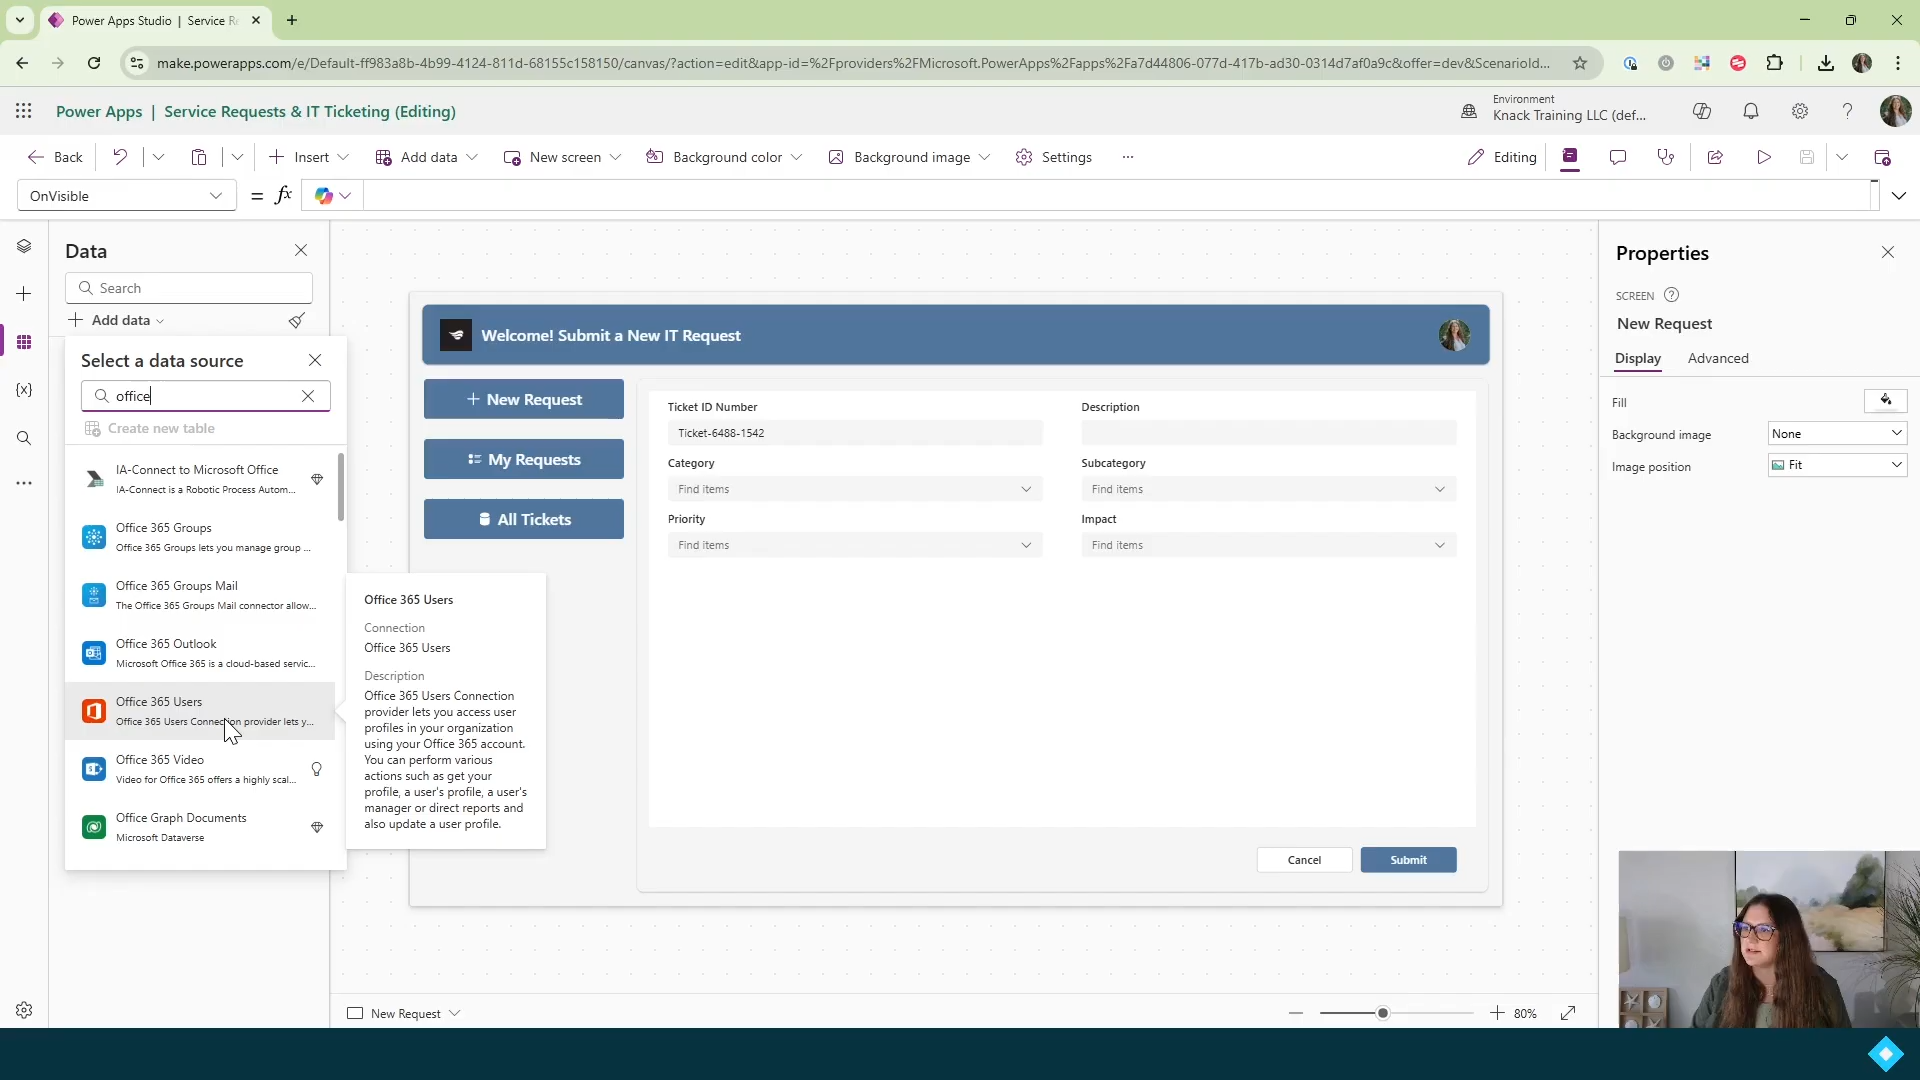 Power Apps Studio | Service Re
make.powerapps.com/e/Default-ff983a8b-4b99-4124-811d-68155c158150/canvas/?action=edit&app-id=%2Fproviders%2FMicrosoft.PowerApps%2Fapps%2Fa7d44806-077d-417b-ad30-0314d7af0a9c&offer=dev&ScenarioId...
Power Apps | Service Requests & IT Ticketing (Editing)
Environment
Knack Training LLC (def...
Back
Insert
Add data
New screen
Background color
Background image
Settings
...
Editing
OnVisible
= fx
Data
Search
Add data
Select a data source
office
Create new table
IA-Connect to Microsoft Office
IA-Connect is a Robotic Process Autom...
Office 365 Groups
Office 365 Groups lets you manage group ...
Office 365 Groups Mail
The Office 365 Groups Mail connector allow...
Office 365 Outlook
Microsoft Office 365 is a cloud-based servic...
Office 365 Users
Office 365 Users Connection provider lets y...
Office 365 Video
Video for Office 365 offers a highly scal...
Office Graph Documents
Microsoft Dataverse
Office 365 Users
Connection
Office 365 Users
Description
Office 365 Users Connection
provider lets you access user
profiles in your organization
using your Office 365 account.
You can perform various
actions such as get your
profile, a user's profile, a user's
manager or direct reports and
also update a user profile.
Welcome! Submit a New IT Request
New Request
My Requests
All Tickets
Ticket ID Number
Ticket-6488-1542
Description
Category
Find items
Subcategory
Find items
Priority
Find items
Impact
Find items
Cancel
Submit
New Request
80%
Properties
SCREEN
New Request
Display
Advanced
Fill
Background image
None
Image position
Fit